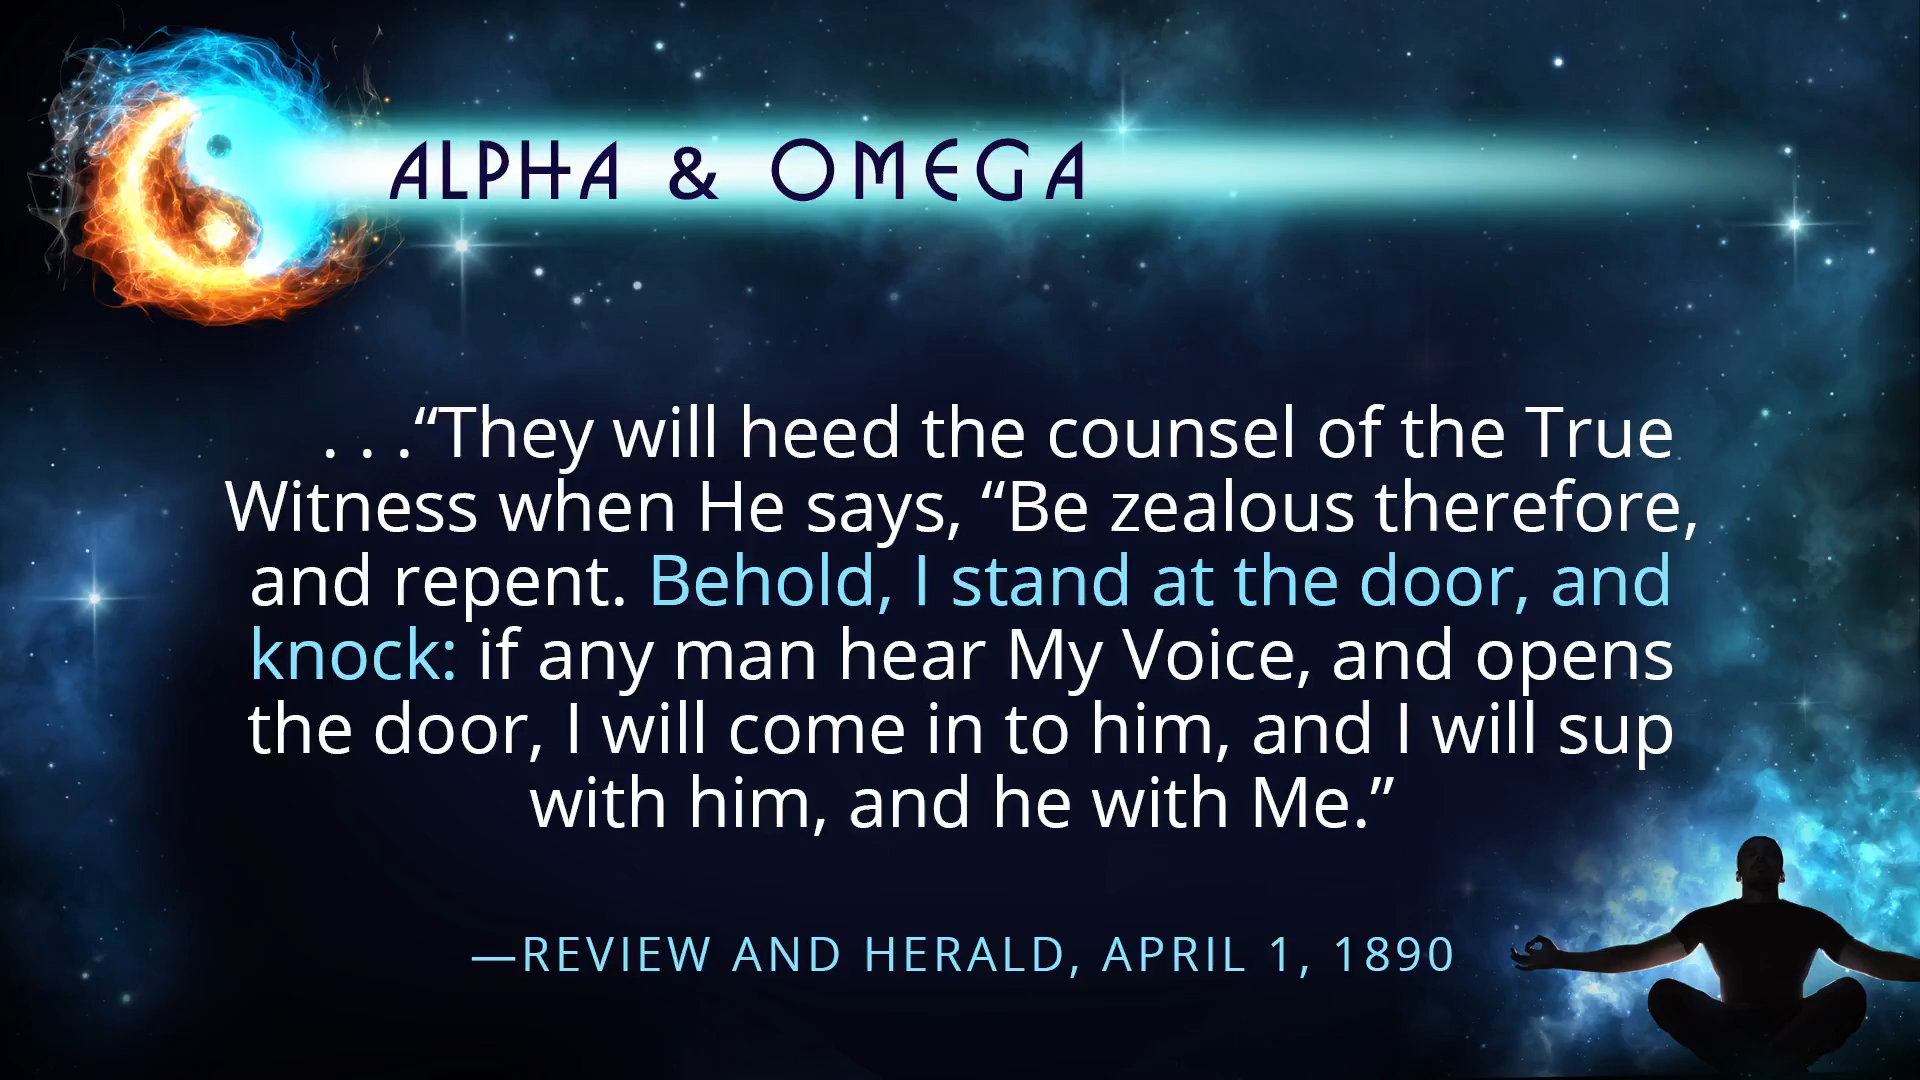 ALPHA & OMEGA
. . .“They will heed the counsel of the True
Witness when He says, “Be zealous therefore,
and repent. Behold, I stand at the door, and
knock: if any man hear My Voice, and opens
the door, I will come in to him, and I will sup
with him, and he with Me.”
—REVIEW AND HERALD, APRIL 1, 1890